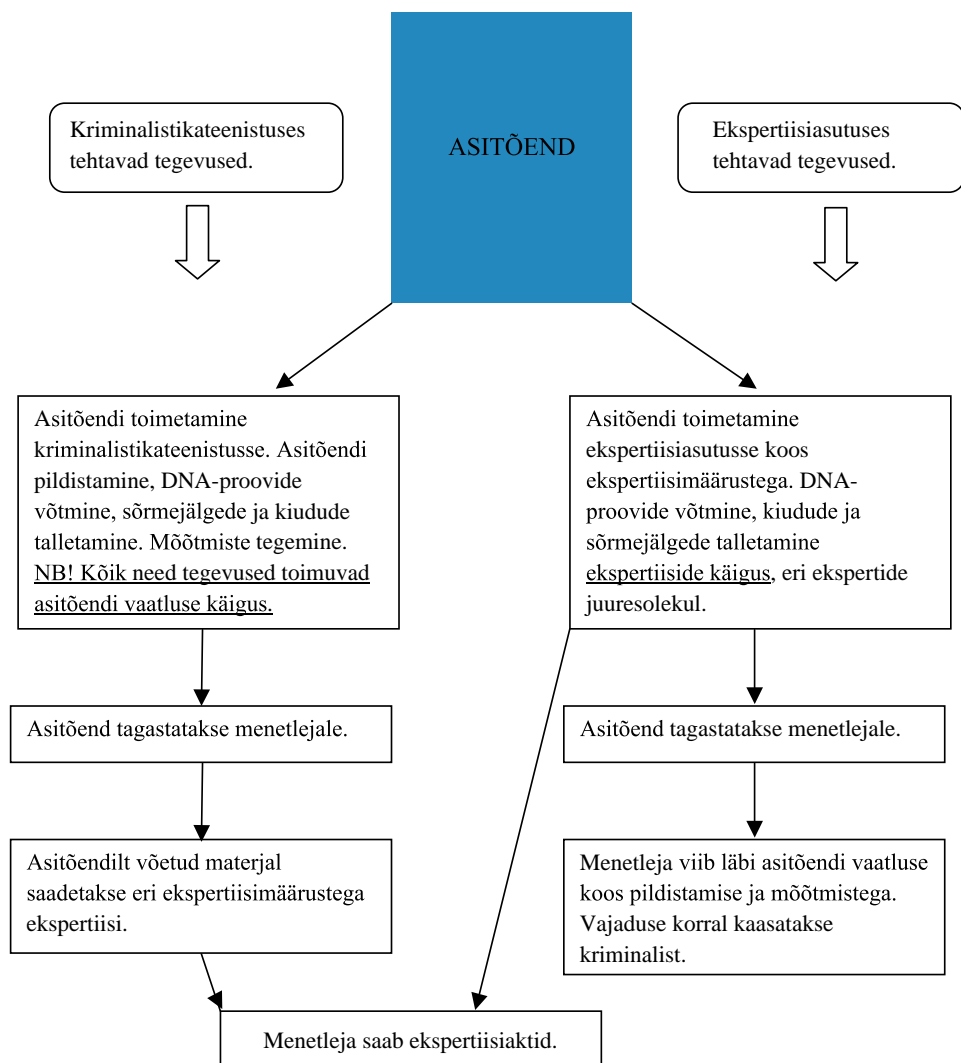 Kriminalistikateenistuses
tehtavad tegevused.
ASITÕEND
Ekspertiisiasutuses
tehtavad tegevused.
Asitõendi toimetamine
kriminalistikateenistusse. Asitõendi
pildistamine, DNA-proovide
võtmine, sõrmejälgede ja kiudude
talletamine. Mõõtmiste tegemine.
NB! Kõik need tegevused toimuvad
asitõendi vaatluse käigus.
Asitõendi toimetamine
ekspertiisiasutusse koos
ekspertiisimäärustega. DNA-
proovide võtmine, kiudude ja
sõrmejälgede talletamine
ekspertiiside käigus, eri ekspertide
juuresolekul.
Asitõend tagastatakse menetlejale.
Asitõend tagastatakse menetlejale.
Asitõendilt võetud materjal
saadetakse eri ekspertiisimäärustega
ekspertiisi.
Menetleja viib läbi asitõendi vaatluse
koos pildistamise ja mõõtmistega.
Vajaduse korral kaasatakse
kriminalist.
Menetleja saab ekspertiisiaktid.